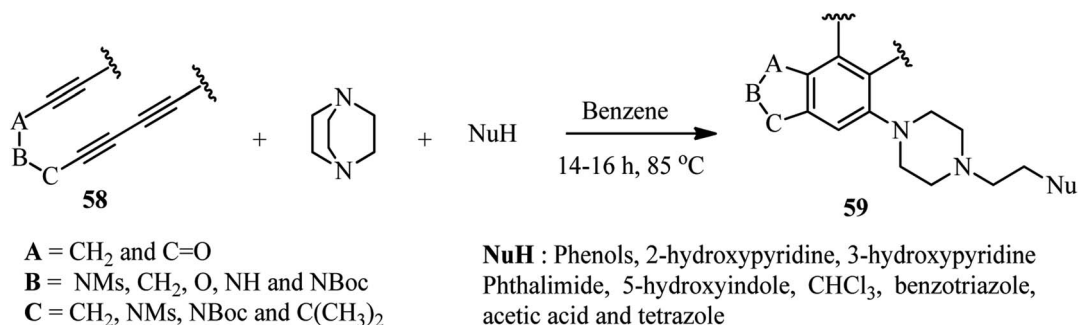 A
B
C
58
+
N
N
+
NuH
Benzene
14-16 h, 85 °C
A
B
C
N
N
Nu
59
A = CH2 and C=O
B = NMs, CH2, O, NH and NBoc
C = CH2, NMs, NBoc and C(CH3)2
NuH : Phenols, 2-hydroxypyridine, 3-hydroxypyridine
Phthalimide, 5-hydroxyindole, CHCl3, benzotriazole,
acetic acid and tetrazole